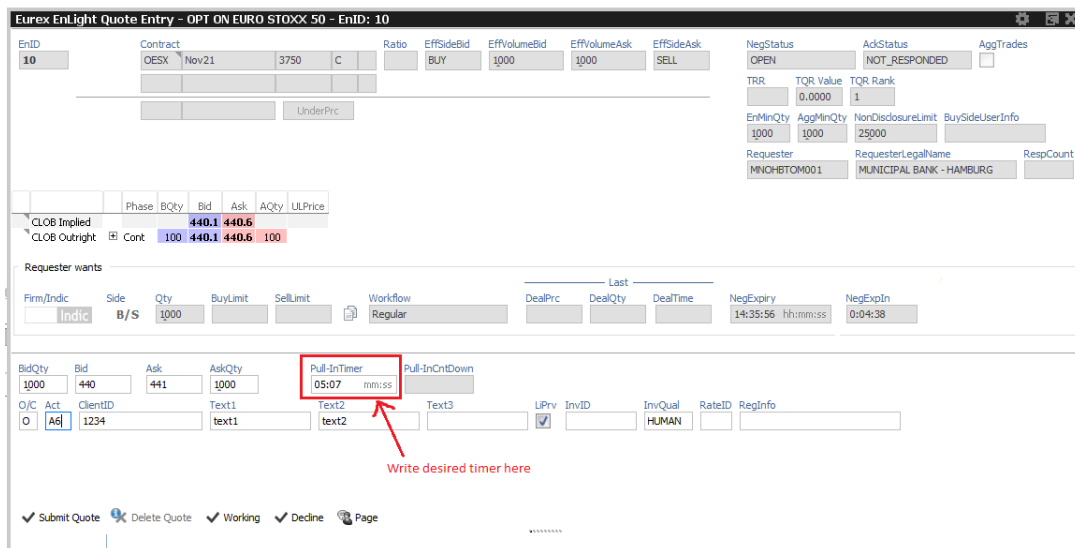 Eurex EnLight Quote Entry - OPT ON EURO STOXX 50 - EnID: 10
EnID Contract Ratio EffSideBid EffVolumeBid EffVolumeAsk EffSideAsk NegStatus AckStatus AggTrades
10 OESX Nov21 3750 C BUY 1000 1000 SELL OPEN NOT_RESPONDED
TRR TQR Value TQR Rank
0.0000 1
UnderPrc
EnMinQty AggMinQty NonDisclosureLimit BuySideUserInfo
1000 1000 25000
Requester RequesterLegalName RespCount
MNOHBTOM001 MUNICIPAL BANK - HAMBURG
Phase BQty Bid Ask AQty ULPrice
CLOB Implied 440.1 440.6
CLOB Outright Cont 100 440.1 440.6 100
Requester wants
Last
Firm/Indic Side Qty BuyLimit SellLimit Workflow DealPrc DealQty DealTime NegExpiry NegExpIn
Indic B/S 1000 Regular 14:35:56 hh:mm:ss 0:04:38
BidQty Bid Ask AskQty Pull-InTimer Pull-InCntDown
1000 440 441 1000 05:07 mm:ss
O/C Act ClientID Text1 Text2 Text3 LiPrv InvID InvQual RateID RegInfo
O A6 1234 text1 text2 HUMAN
Write desired timer here
Submit Quote Delete Quote Working Decline Page